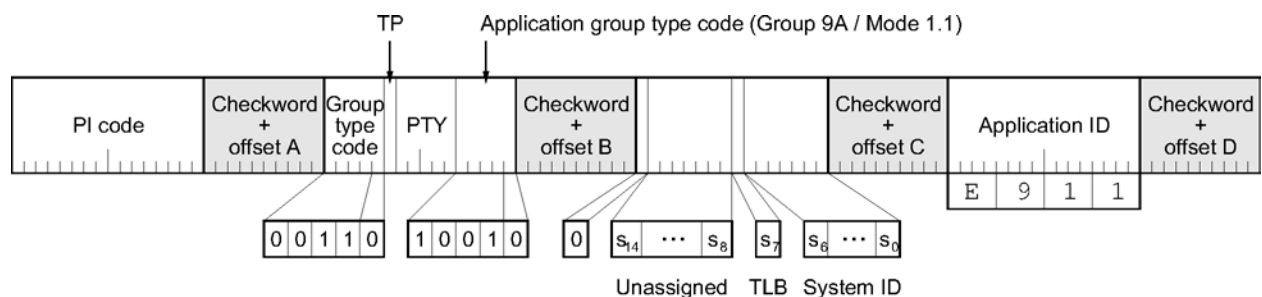 TP
Application group type code (Group 9A / Mode 1.1)
PI code
Checkword
+
offset A
Group
type
code
PTY
Checkword
+
offset B
Checkword
+
offset C
Application ID
Checkword
+
offset D
E 9 1 1
0 0 1 1 0
1 0 0 1 0
0
s14 ... s8
s7
s6 ... s0
Unassigned
TLB
System ID